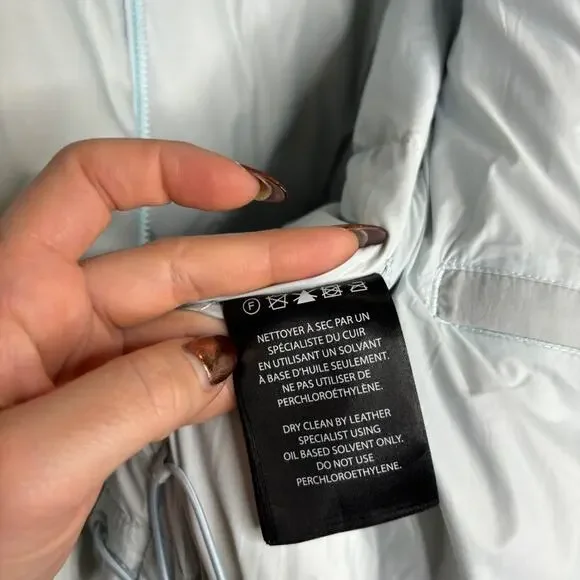 F
NETTOYER À SEC PAR UN
SPÉCIALISTE DU CUIR
EN UTILISANT UN SOLVANT
À BASE D'HUILE SEULEMENT.
NE PAS UTILISER DE
PERCHLOROÉTHYLÈNE.
DRY CLEAN BY LEATHER
SPECIALIST USING
OIL BASED SOLVENT ONLY.
DO NOT USE
PERCHLOROETHYLENE.